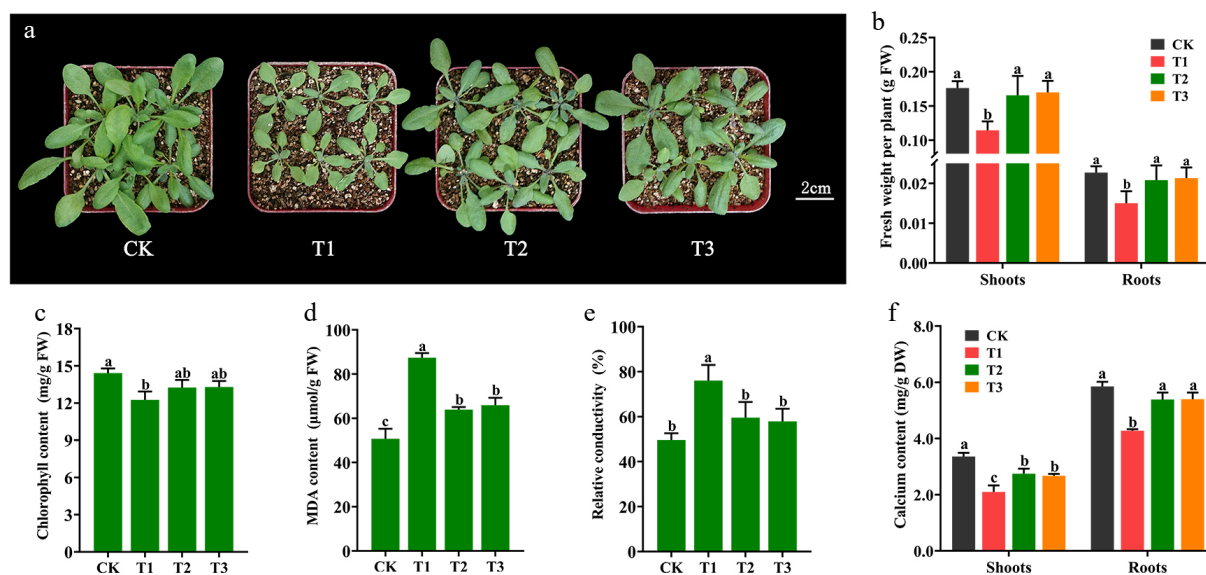 a
CK
T1
T2
T3
2cm
b
Fresh weight per plant (g FW)
0.25
0.20
0.15
0.10
0.02
0.01
0.00
a
b
a
a
a
b
a
a
CK
T1
T2
T3
Shoots
Roots
c
Chlorophyll content (mg/g FW)
18
15
12
9
6
3
0
a
b
ab
ab
CK
T1
T2
T3
d
MDA content (μmol/g FW)
100
80
60
40
20
0
c
a
b
b
CK
T1
T2
T3
e
Relative conductivity (%)
100
80
60
40
20
0
b
a
b
b
CK
T1
T2
T3
f
Calcium content (mg/g DW)
8.0
6.0
4.0
2.0
0.0
CK
T1
T2
T3
a
c
b
b
a
b
a
a
Shoots
Roots